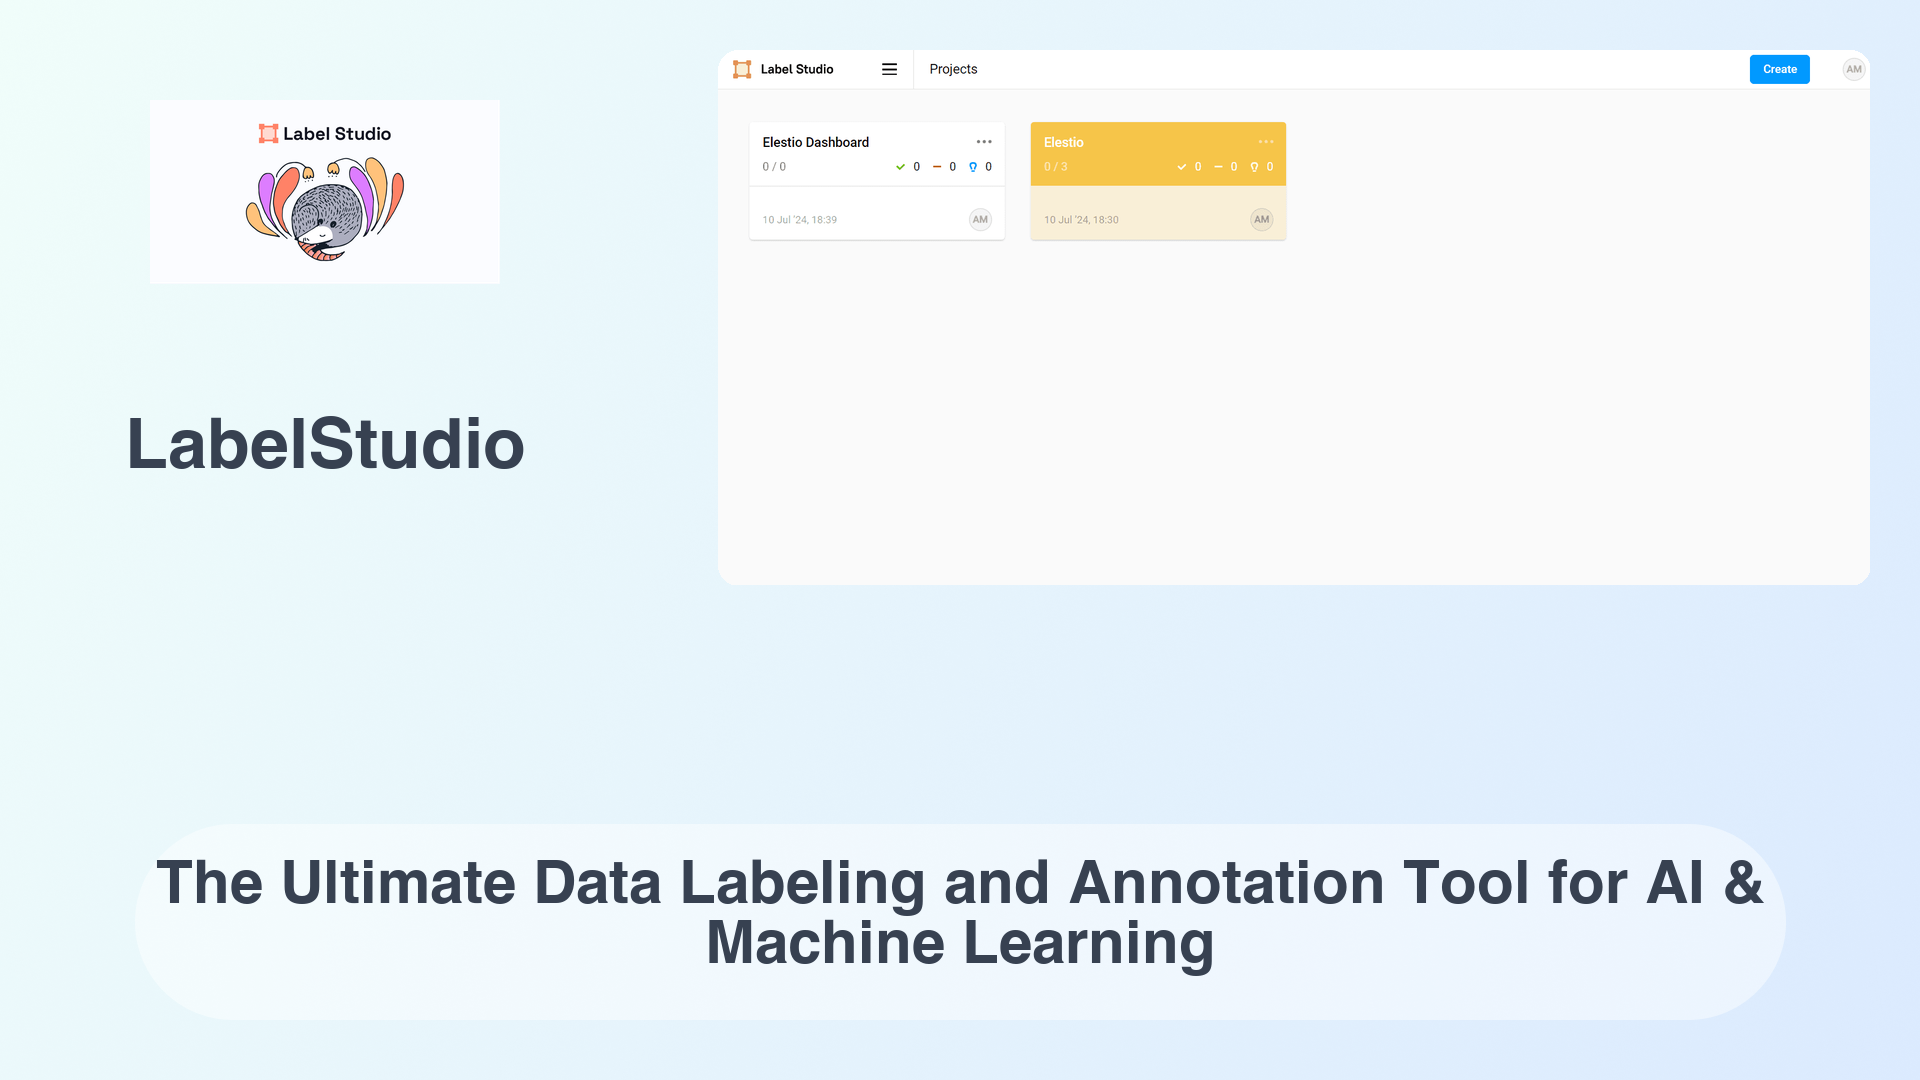 Label Studio
LabelStudio
Label Studio
Projects
Create
AM
Elestio Dashboard
0 / 0
0
0
0
10 Jul '24, 18:39
AM
Elestio
0 / 3
0
0
0
10 Jul '24, 18:30
AM
The Ultimate Data Labeling and Annotation Tool for AI &
Machine Learning